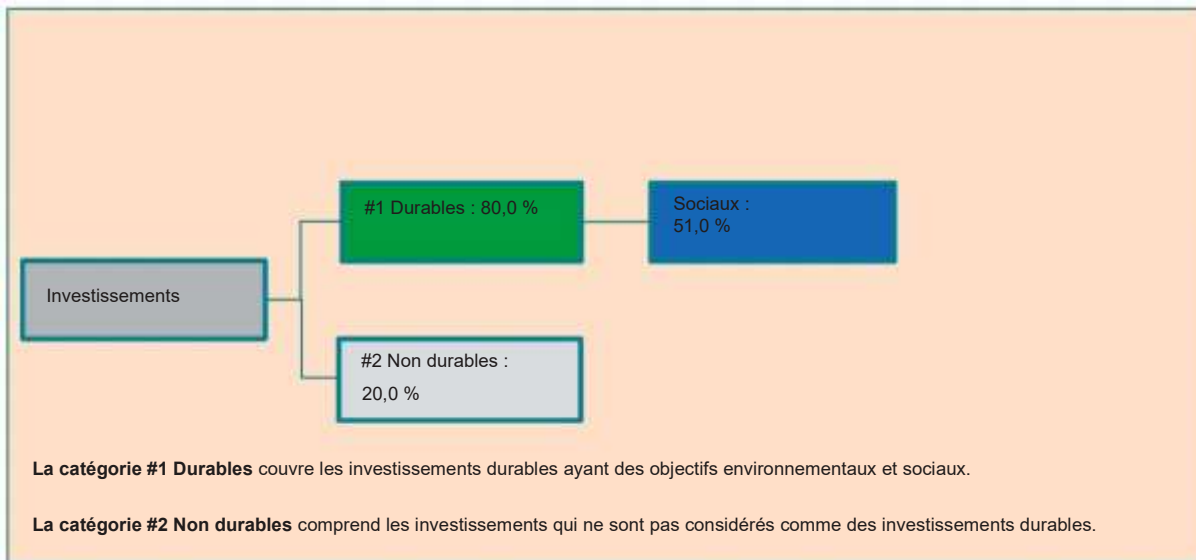 #1 Durables : 80,0 %
Sociaux :
51,0 %
Investissements
#2 Non durables :
20,0 %
La catégorie #1 Durables couvre les investissements durables ayant des objectifs environnementaux et sociaux.
La catégorie #2 Non durables comprend les investissements qui ne sont pas considérés comme des investissements durables.